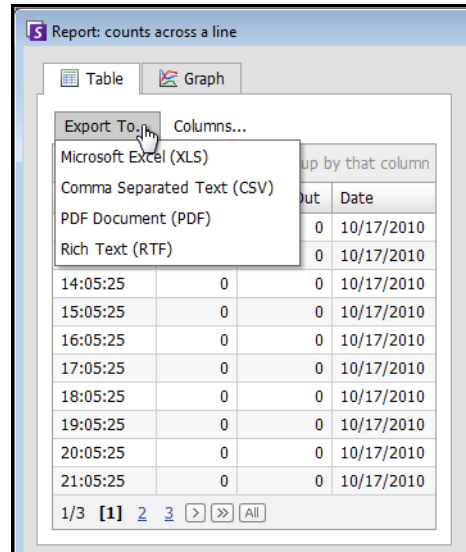 S Report: counts across a line
Table Graph
Export To... Columns...
Microsoft Excel (XLS)
Comma Separated Text (CSV)
PDF Document (PDF)
Rich Text (RTF)
up by that column
Out Date
0 10/17/2010
0 10/17/2010
14:05:25 0 0 10/17/2010
15:05:25 0 0 10/17/2010
16:05:25 0 0 10/17/2010
17:05:25 0 0 10/17/2010
18:05:25 0 0 10/17/2010
19:05:25 0 0 10/17/2010
20:05:25 0 0 10/17/2010
21:05:25 0 0 10/17/2010
1/3 [1] 2 3 > >> All